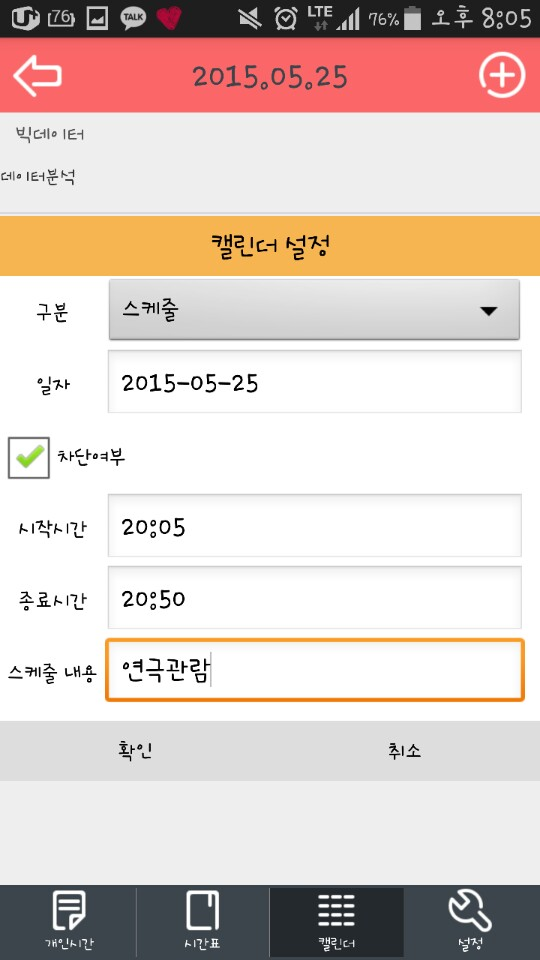 U+ 76 TALK LTE 76% 오후 8:05
2015.05.25
빅데이터
데이터분석
캘린더 설정
구분 스케줄
일자 2015-05-25
차단여부
시작시간 20:05
종료시간 20:50
스케줄 내용 연극관람
확인 취소
개인시간 시간표 캘린더 설정